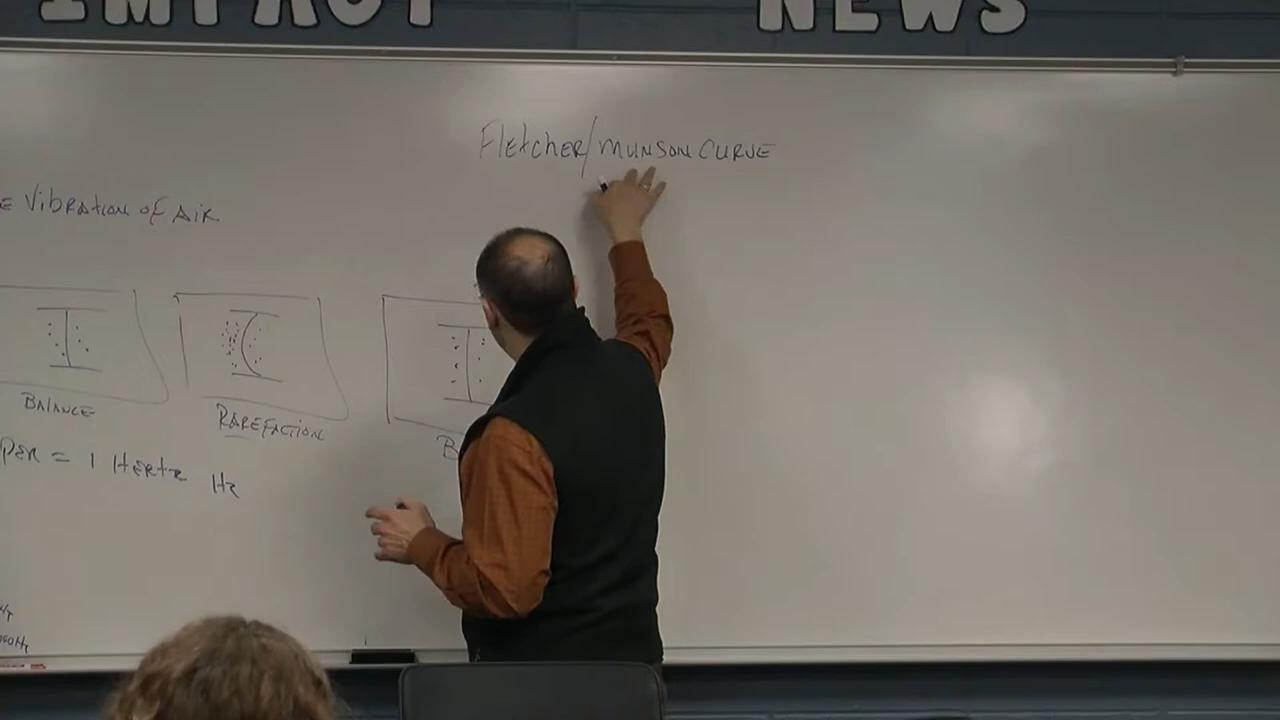 IMPACT NEWS
Fletcher/MUNSON CURVE
E VibRATION of AiR
BALANCE
RAREFACTION
B
PER = 1 HERTZ Hz